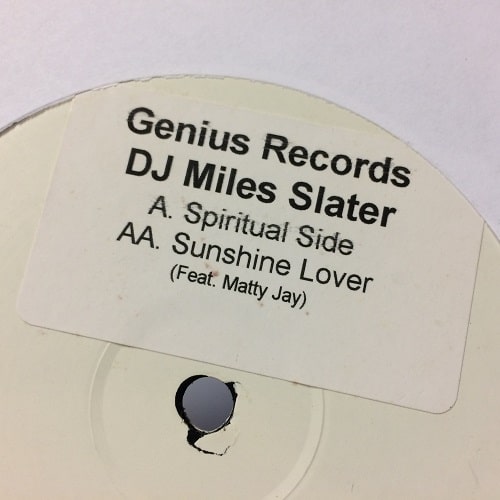 Genius Records
DJ Miles Slater
A. Spiritual Side
AA. Sunshine Lover
(Feat. Matty Jay)